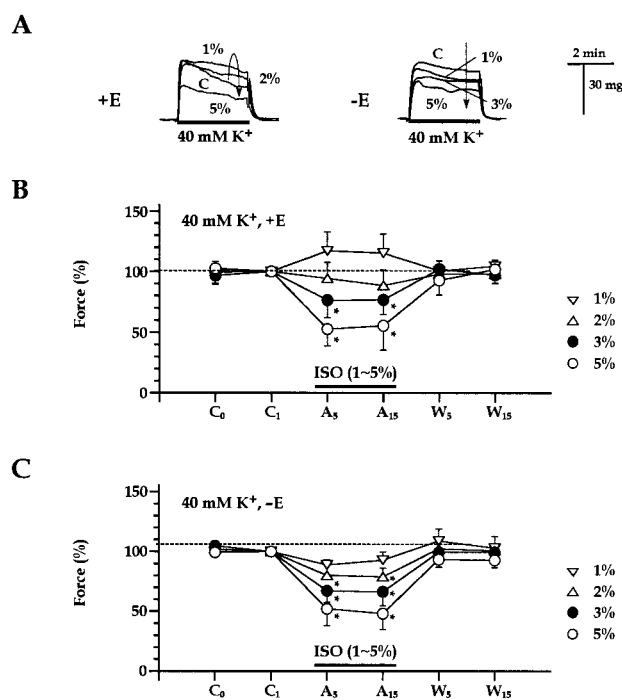 A
1%
2%
C
5%
+E
40 mM K⁺
C
1%
5%
3%
-E
40 mM K⁺
2 min
30 mg
B
40 mM K⁺, +E
Force (%)
150
100
50
0
ISO (1~5%)
C₀ C₁ A₅ A₁₅ W₅ W₁₅
* *
* *
1%
2%
3%
5%
C
40 mM K⁺, –E
Force (%)
150
100
50
0
ISO (1~5%)
C₀ C₁ A₅ A₁₅ W₅ W₁₅
* *
* *
* *
1%
2%
3%
5%